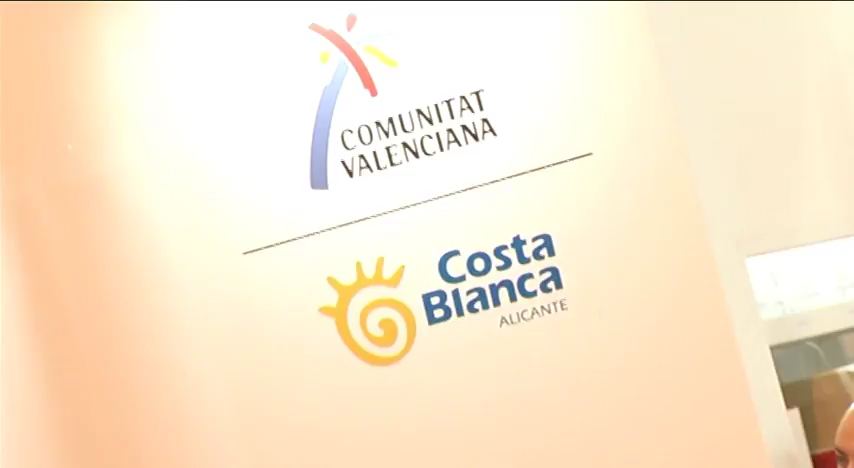 COMUNITAT
VALENCIANA
Costa
Blanca
ALICANTE